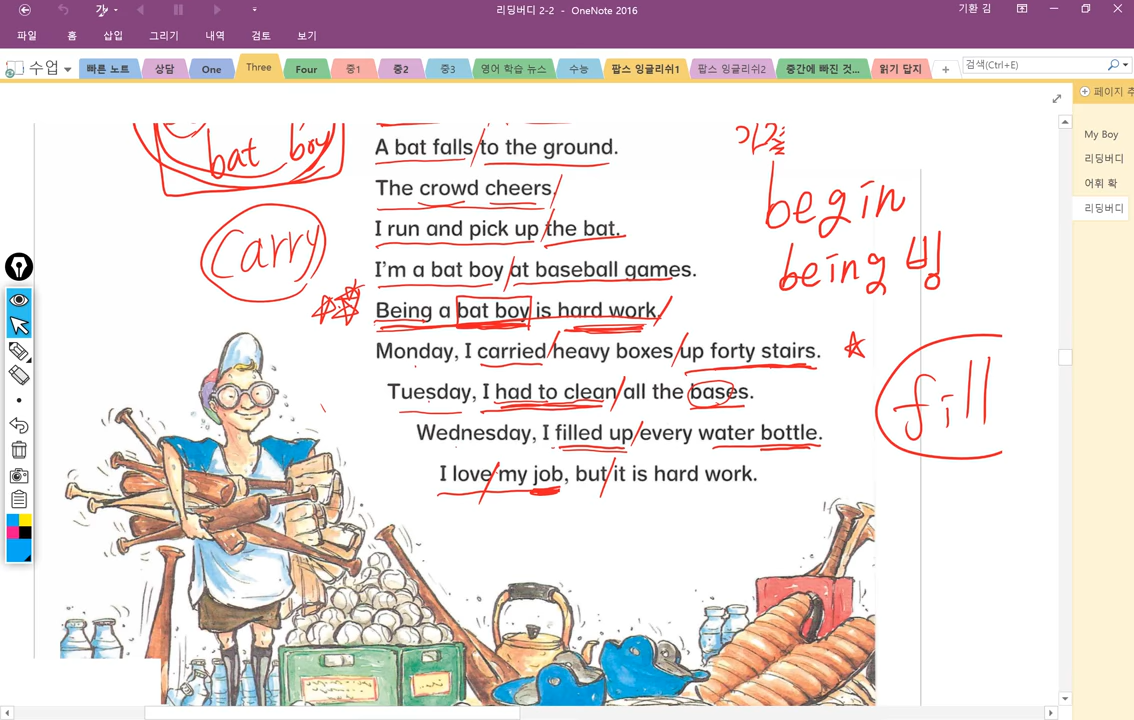 리딩버디 2-2 - OneNote 2016
기환 김
파일 홈 삽입 그리기 내역 검토 보기
수업 빠른 노트 상담 One Three Four 중1 중2 중3 영어 학습 뉴스 수능 팝스 잉글리쉬1 팝스 잉글리쉬2 중간에 빠진 것... 읽기 답지 + 검색(Ctrl+E)
페이지 추
My Boy
리딩버디
어휘 확
리딩버디
bat boy
A bat falls to the ground.
The crowd cheers.
I run and pick up the bat.
I'm a bat boy at baseball games.
Being a bat boy is hard work.
Monday, I carried heavy boxes up forty stairs.
Tuesday, I had to clean all the bases.
Wednesday, I filled up every water bottle.
I love my job, but it is hard work.
Carry
begin
being 빙
fill